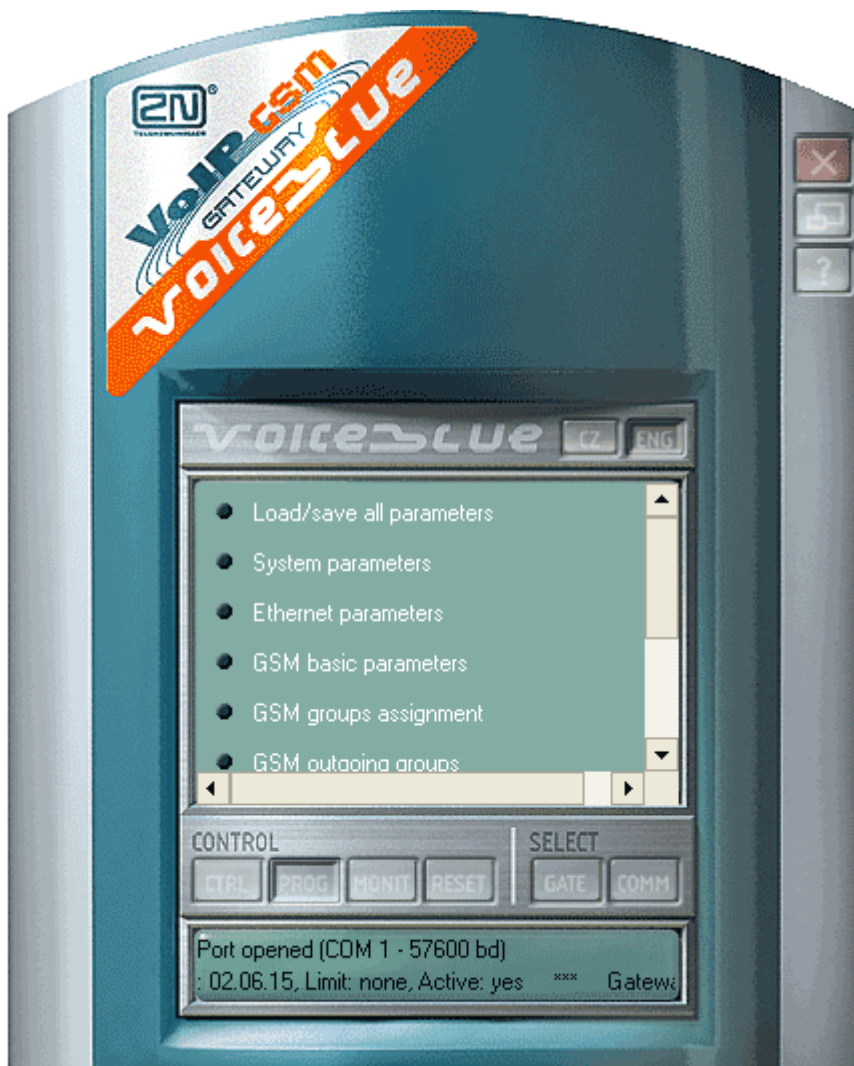 2N®
TELEKOMUNIKACE
VoIP GSM
GATEWAY
VOICEBLUE
VOICEBLUE CZ ENG
Load/save all parameters
System parameters
Ethernet parameters
GSM basic parameters
GSM groups assignment
GSM outgoing groups
CONTROL SELECT
CTRL PROG MONIT RESET GATE COMM
Port opened (COM 1 - 57600 bd)
: 02.06.15, Limit: none, Active: yes *** Gatewa
?